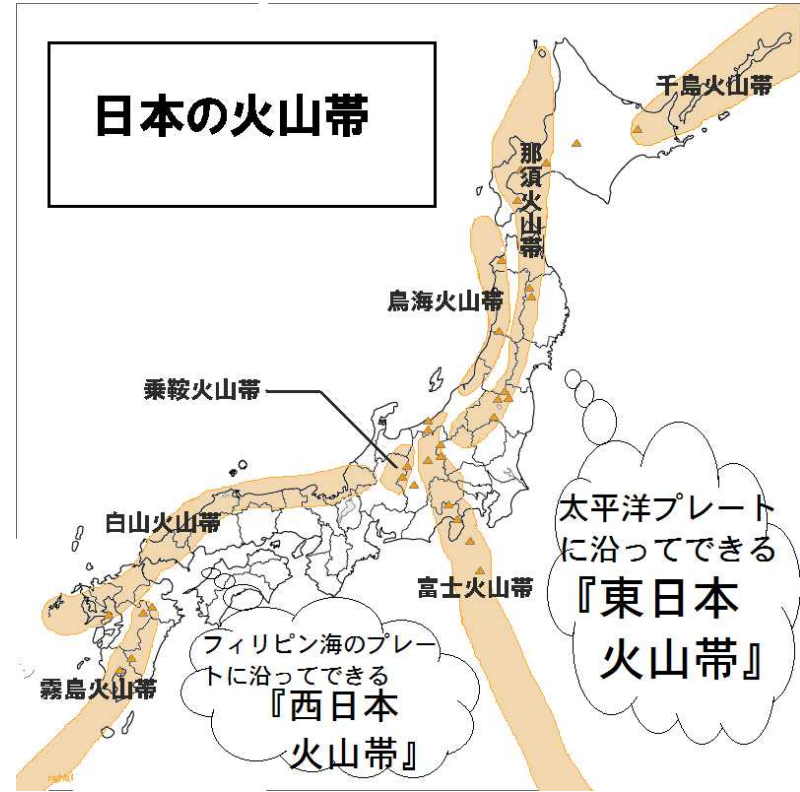 日本の火山帯
千島火山帯
那須火山帯
鳥海火山帯
乗鞍火山帯
白山火山帯
富士火山帯
霧島火山帯
太平洋プレート
に沿ってできる
『東日本
火山帯』
フィリピン海のプレー
トに沿ってできる
『西日本
火山帯』